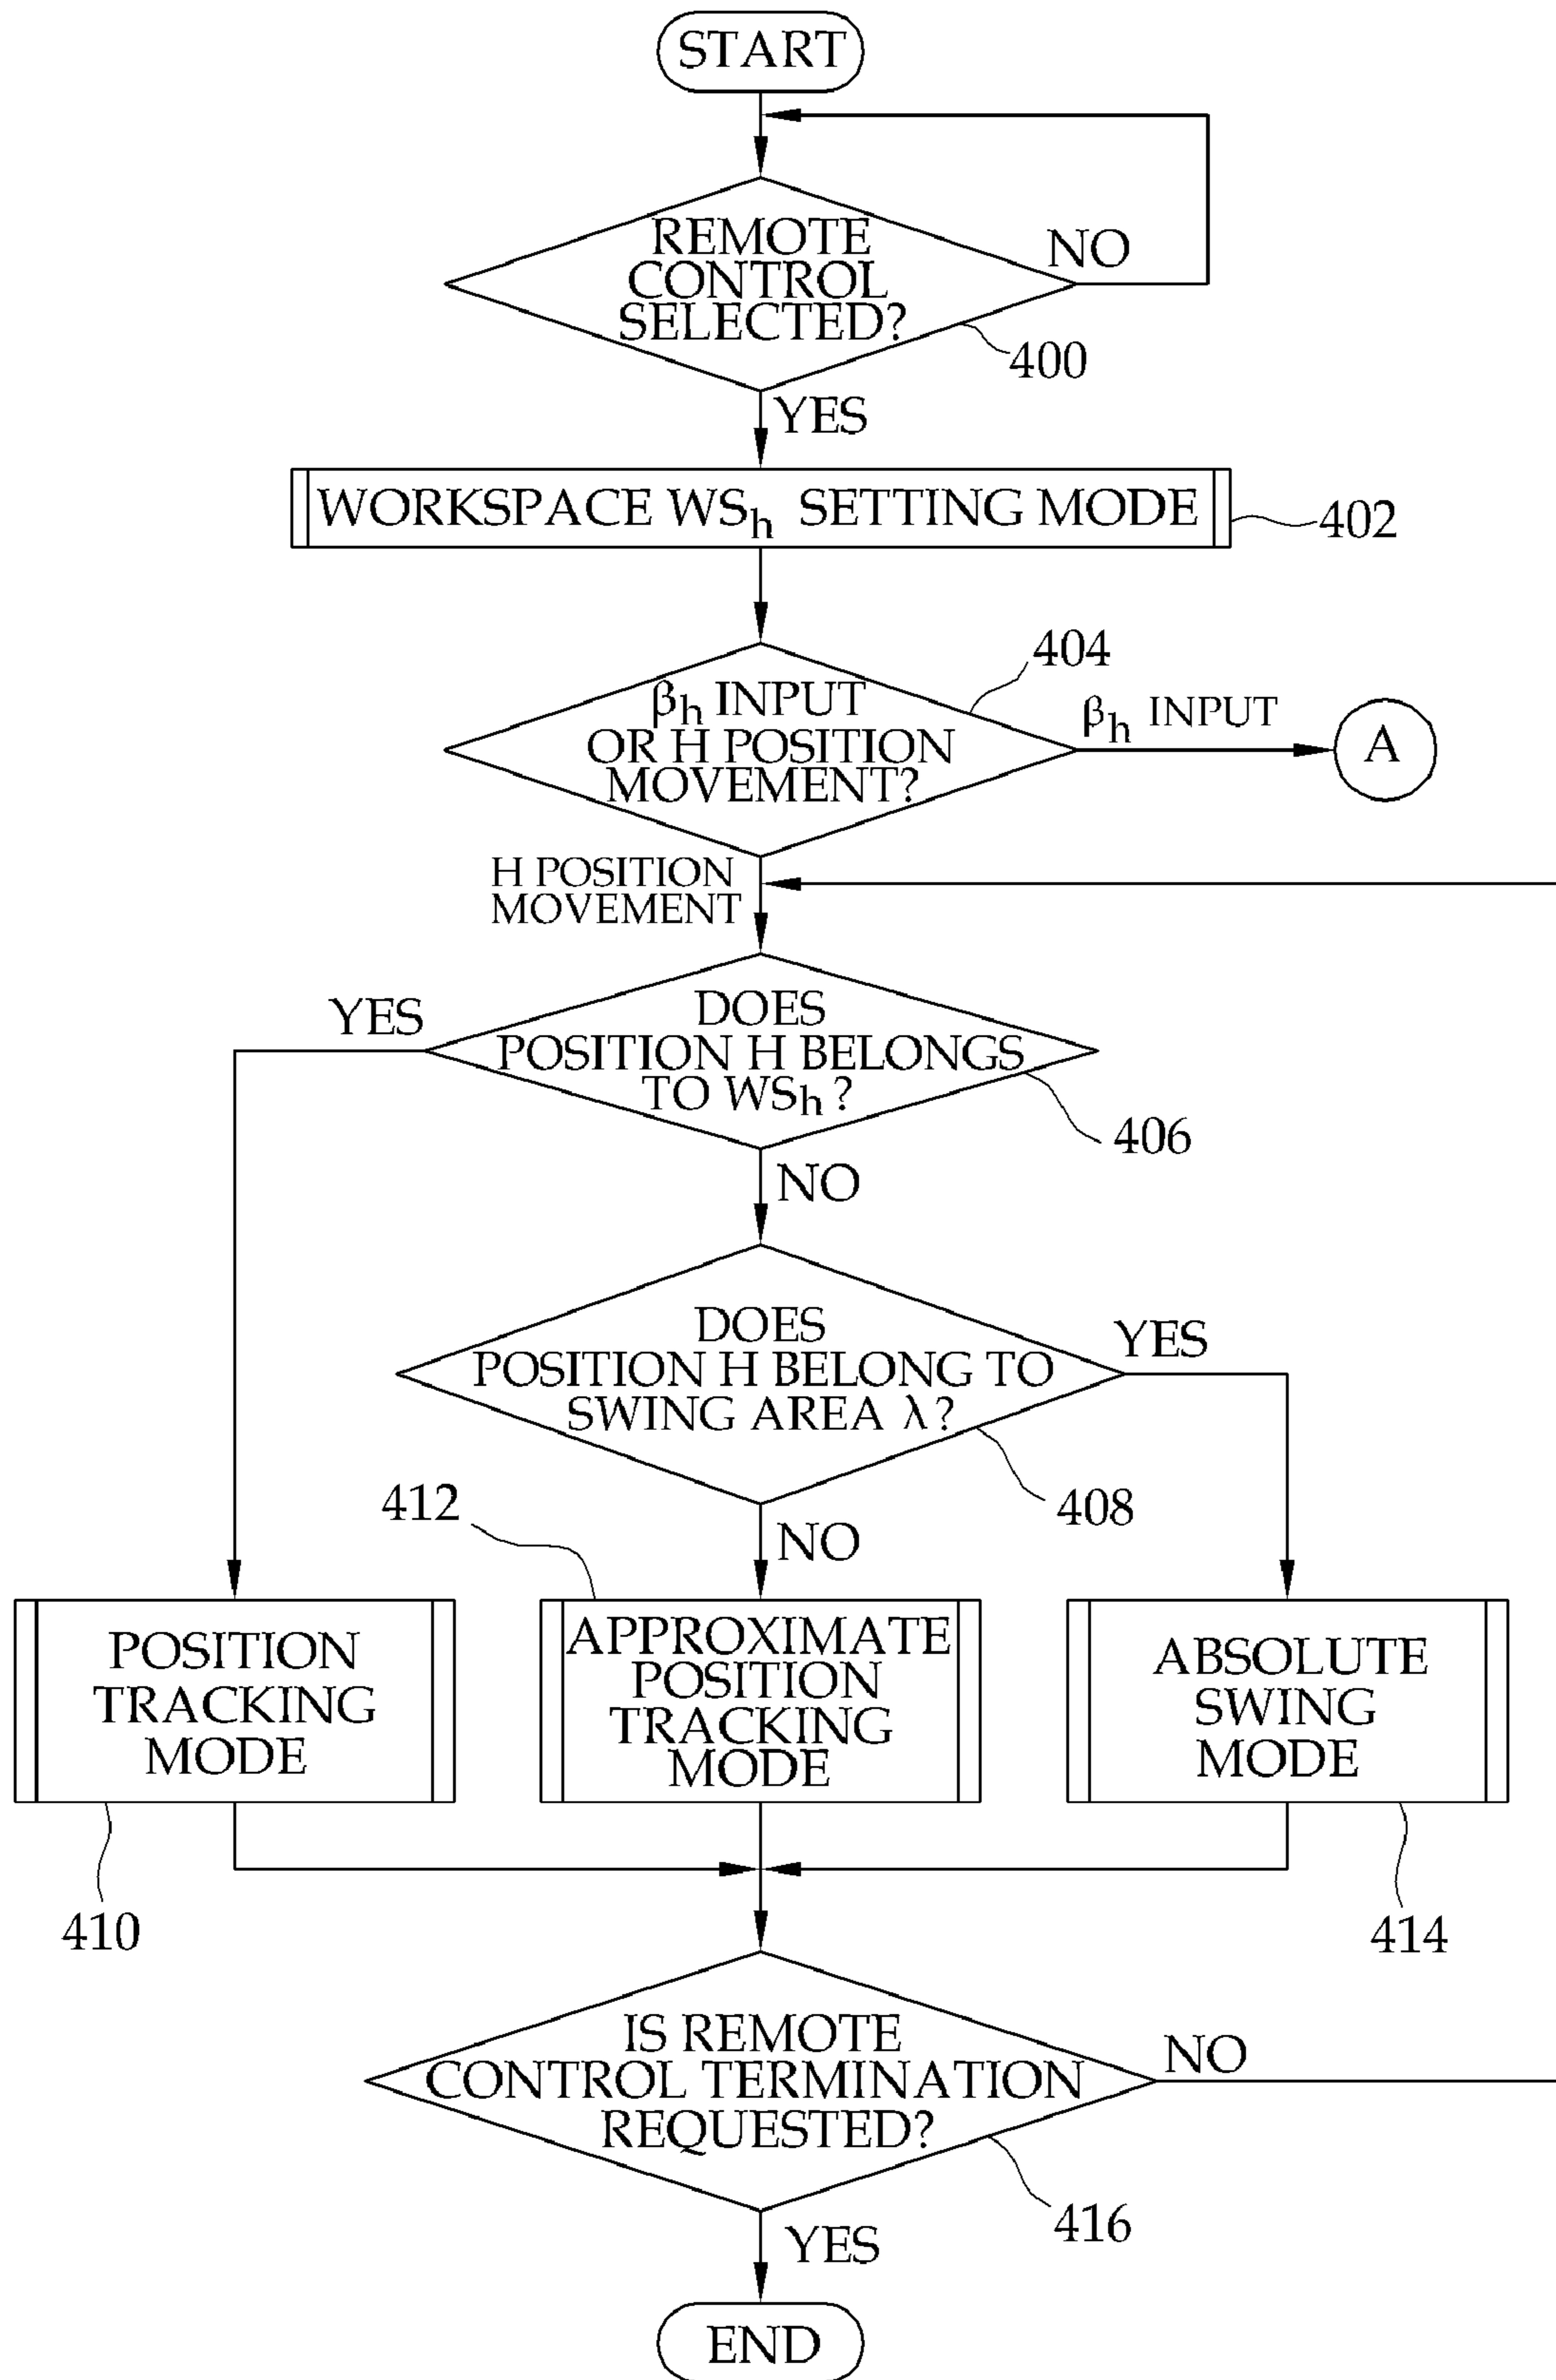 START
REMOTE
CONTROL
SELECTED?
NO
400
YES
WORKSPACE WSh SETTING MODE
402
404
βh INPUT
OR H POSITION
MOVEMENT?
βh INPUT
A
H POSITION
MOVEMENT
YES
DOES
POSITION H BELONGS
TO WSh ?
406
NO
DOES
POSITION H BELONG TO
SWING AREA λ?
YES
408
412
NO
POSITION
TRACKING
MODE
APPROXIMATE
POSITION
TRACKING
MODE
ABSOLUTE
SWING
MODE
410
414
IS REMOTE
CONTROL TERMINATION
REQUESTED?
NO
416
YES
END